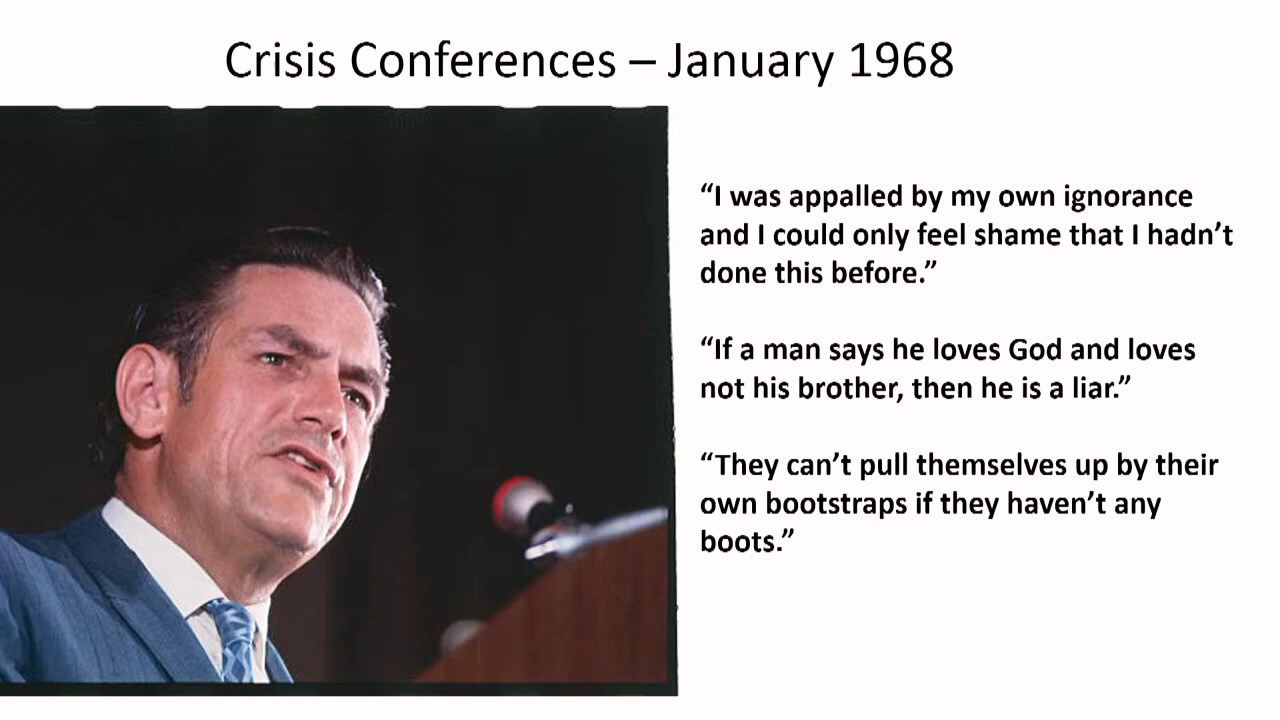 Crisis Conferences – January 1968
“I was appalled by my own ignorance
and I could only feel shame that I hadn’t
done this before.”
“If a man says he loves God and loves
not his brother, then he is a liar.”
“They can’t pull themselves up by their
own bootstraps if they haven’t any
boots.”